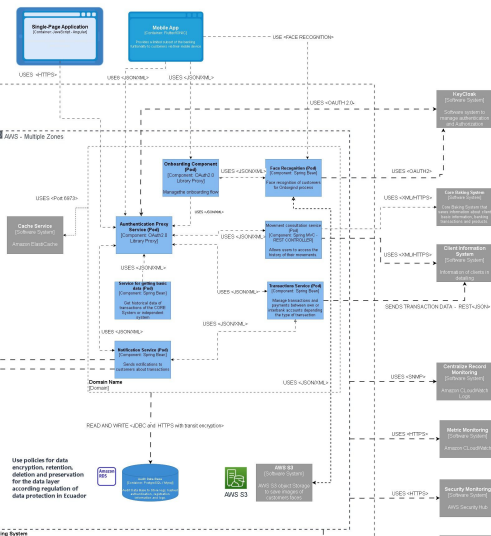 Single-Page Application
[Container: JavaScript - Angular]
Mobile App
USE <FACE RECOGNITION>
USES <HTTPS>
USES <JSON/XML>
USES <JSON/XML>
USES <OAUTH 2.0>
KeyCloak
[Software System]
Software system to
manage authentication
and Authorization
AWS - Multiple Zones
Onboarding Component
(Pod)
[Component: OAuth2.0
Library Proxy]
Manage the onboarding flow
USES <JSON/XML>
Face Recognition (Pod)
[Component: Spring Bean]
Face recognition of customers
for Onboarding process
USES <OAUTH2>
USES <Port 6973>
Cache Service
[Software System]
Amazon ElastiCache
USES <JSON/XML>
Authentication Proxy
Service (Pod)
[Component: OAuth2.0
Library Proxy]
USES <JSON/XML>
Movement consultation service
(Pod)
[Component: Spring MVC -
REST CONTROLLER]
Allows users to access the
history of their movements
USES <XML/HTTPS>
[Software System]
USES <XML/HTTPS>
Client Information
System
[Software System]
Information of clients in
USES <JSON/XML>
Service for getting basic
data (Pod)
[Component: Spring Bean]
Get historical data of
transactions of the CORE
System or independent
system
Transactions Service (Pod)
[Component: Spring Bean]
Manage transactions and
payments between own or
interbank accounts depending
the type of transaction
SENDS TRANSACTION DATA - REST<JSON>
USES <JSON/XML>
USES <JSON/XML>
Notification Service (Pod)
[Component: Spring Bean]
Sends notifications to
customers about transactions
Domain Name
[Domain]
USES <JSON/XML>
USES <SNMP>
Centralize Record
Monitoring
[Software System]
Amazon CLoudWatch
Logs
READ AND WRITE <JDBC and HTTPS with transit encryption>
USES <HTTPS>
Metric Monitoring
[Software System]
Amazon CLoudWatch
Use policies for data
encryption, retention,
deletion and preservation
for the data layer
according regulation of
data protection in Ecuador
Amazon
RDS
AWS S3
AWS S3
[Software System]
AWS S3 object Storage
to save images of
customers faces
USES <HTTPS>
Security Monitoring
[Software System]
AWS Security Hub